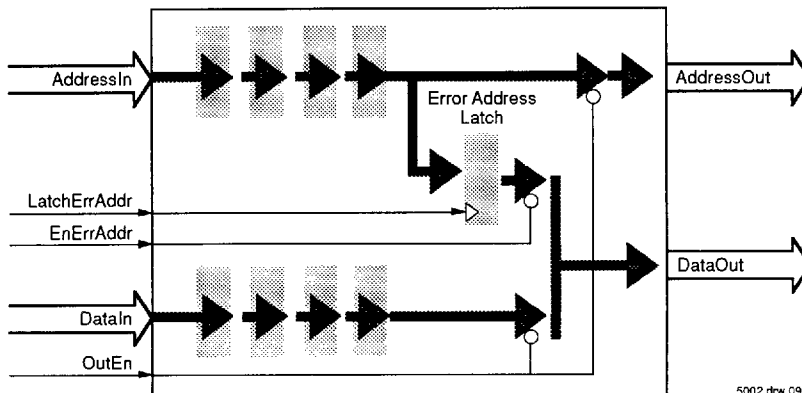 AddressIn
AddressOut
Error Address
Latch
LatchErrAddr
EnErrAddr
DataOut
DataIn
OutEn
5002 drw 09